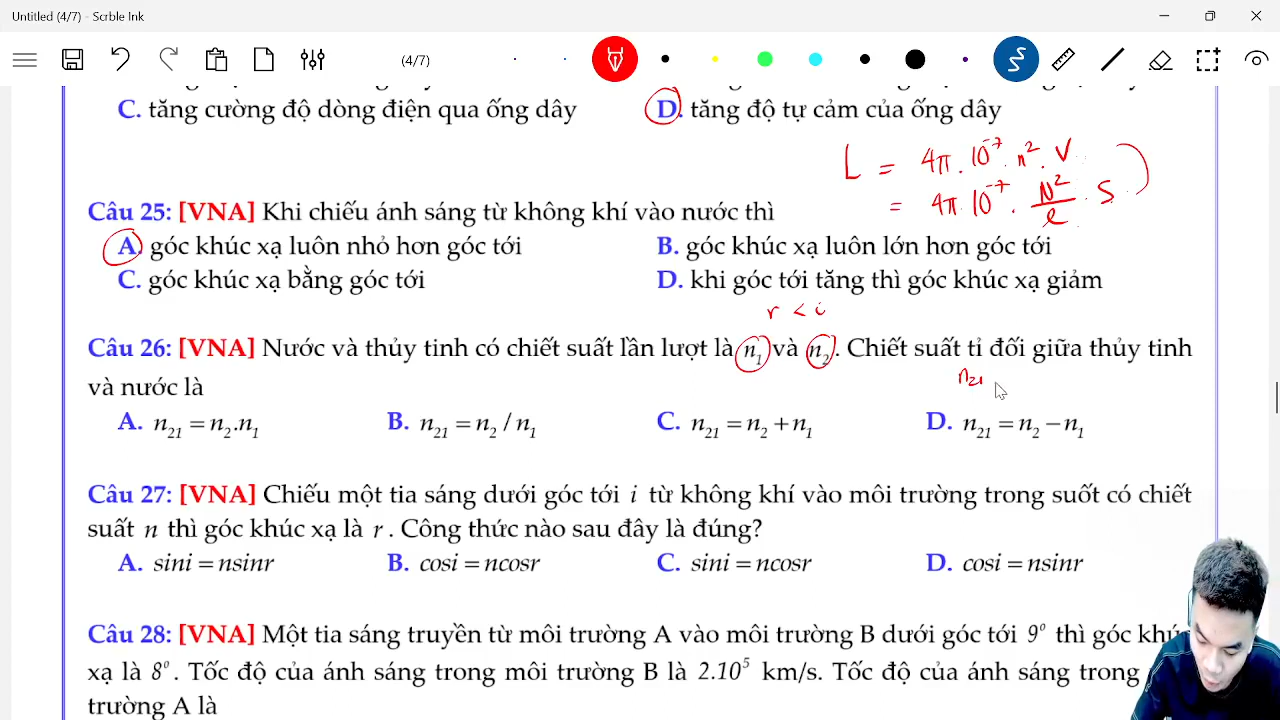 Untitled (4/7) - Scrble Ink
(4/7)
C. tăng cường độ dòng điện qua ống dây D. tăng độ tự cảm của ống dây
L = 4π. 10⁻⁷. n². V
= 4π. 10⁻⁷. N²/ℓ . S
Câu 25: [VNA] Khi chiếu ánh sáng từ không khí vào nước thì
A. góc khúc xạ luôn nhỏ hơn góc tới B. góc khúc xạ luôn lớn hơn góc tới
C. góc khúc xạ bằng góc tới D. khi góc tới tăng thì góc khúc xạ giảm
r < i
Câu 26: [VNA] Nước và thủy tinh có chiết suất lần lượt là n₁ và n₂. Chiết suất tỉ đối giữa thủy tinh
n₂₁
và nước là
A. n₂₁ = n₂.n₁ B. n₂₁ = n₂ / n₁ C. n₂₁ = n₂ + n₁ D. n₂₁ = n₂ − n₁
Câu 27: [VNA] Chiếu một tia sáng dưới góc tới i từ không khí vào môi trường trong suốt có chiết
suất n thì góc khúc xạ là r. Công thức nào sau đây là đúng?
A. sini = nsinr B. cosi = ncosr C. sini = ncosr D. cosi = nsinr
Câu 28: [VNA] Một tia sáng truyền từ môi trường A vào môi trường B dưới góc tới 9° thì góc
xạ là 8°. Tốc độ của ánh sáng trong môi trường B là 2.10⁵ km/s. Tốc độ của ánh sáng trong
trường A là